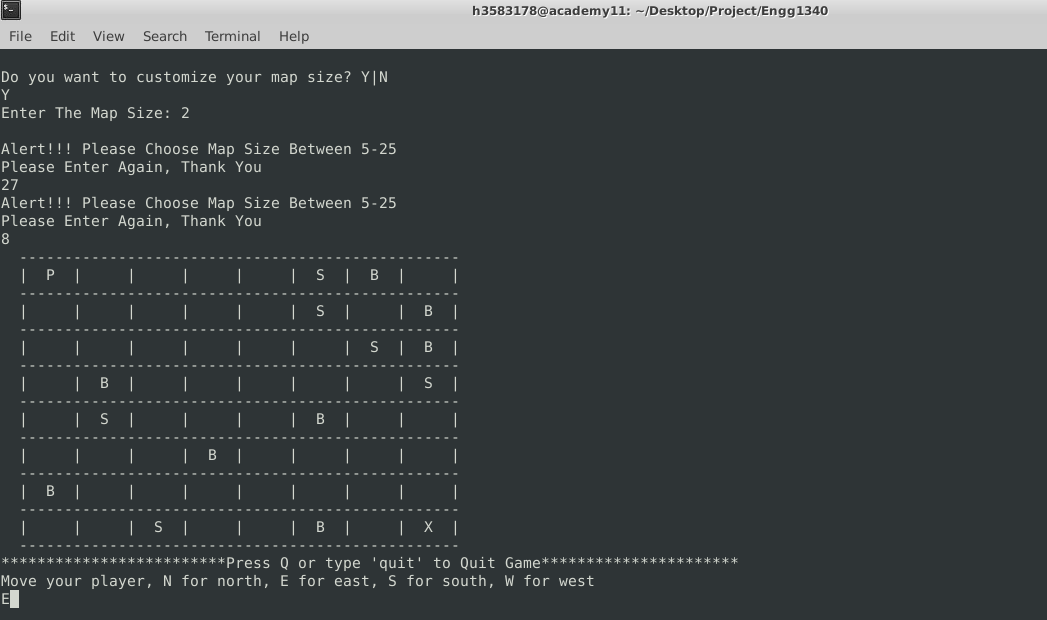 h3583178@academy11: ~/Desktop/Project/Engg1340
File Edit View Search Terminal Help
Do you want to customize your map size? Y|N
Y
Enter The Map Size: 2
Alert!!! Please Choose Map Size Between 5-25
Please Enter Again, Thank You
27
Alert!!! Please Choose Map Size Between 5-25
Please Enter Again, Thank You
8
-------------------------------------------------
|  P  |     |     |     |     |  S  |  B  |     |
-------------------------------------------------
|     |     |     |     |     |  S  |     |  B  |
-------------------------------------------------
|     |     |     |     |     |     |  S  |  B  |
-------------------------------------------------
|     |  B  |     |     |     |     |     |  S  |
-------------------------------------------------
|     |  S  |     |     |     |  B  |     |     |
-------------------------------------------------
|     |     |     |  B  |     |     |     |     |
-------------------------------------------------
|  B  |     |     |     |     |     |     |     |
-------------------------------------------------
|     |     |  S  |     |     |  B  |     |  X  |
-------------------------------------------------
*************************Press Q or type 'quit' to Quit Game**********************
Move your player, N for north, E for east, S for south, W for west
E